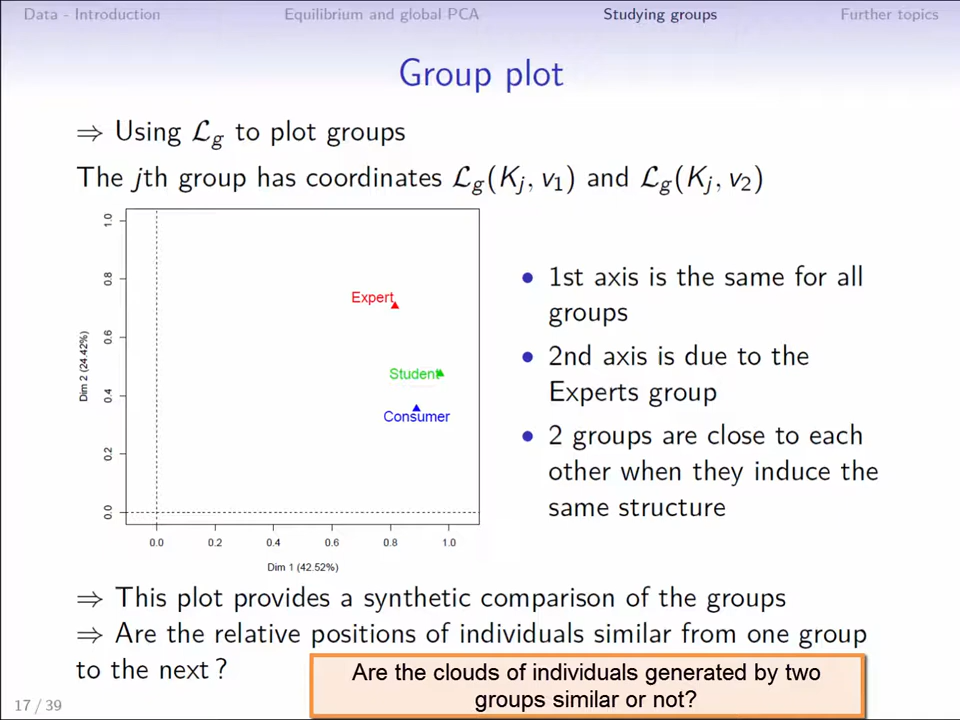 Data - Introduction Equilibrium and global PCA Studying groups Further topics
Group plot
⇒ Using ℒg to plot groups
The jth group has coordinates ℒg(Kj, v1) and ℒg(Kj, v2)
1.0
0.8
0.6
0.4
0.2
0.0
Dim 2 (24.42%)
Expert
Student
Consumer
0.0 0.2 0.4 0.6 0.8 1.0
Dim 1 (42.52%)
• 1st axis is the same for all
groups
• 2nd axis is due to the
Experts group
• 2 groups are close to each
other when they induce the
same structure
⇒ This plot provides a synthetic comparison of the groups
⇒ Are the relative positions of individuals similar from one group
to the next ?
Are the clouds of individuals generated by two
groups similar or not?
17 / 39